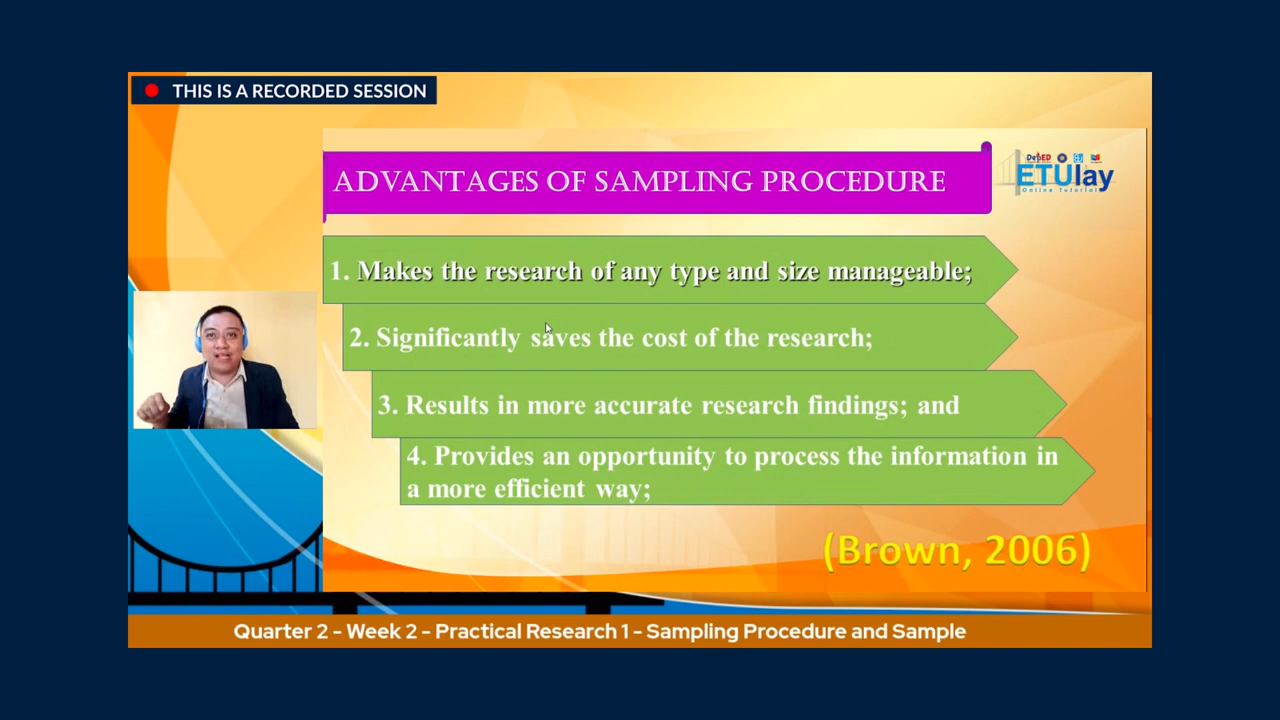 THIS IS A RECORDED SESSION
ADVANTAGES OF SAMPLING PROCEDURE
DepED
ETUlay
Online Tutorial
1. Makes the research of any type and size manageable;
2. Significantly saves the cost of the research;
3. Results in more accurate research findings; and
4. Provides an opportunity to process the information in
a more efficient way;
(Brown, 2006)
Quarter 2 - Week 2 - Practical Research 1 - Sampling Procedure and Sample